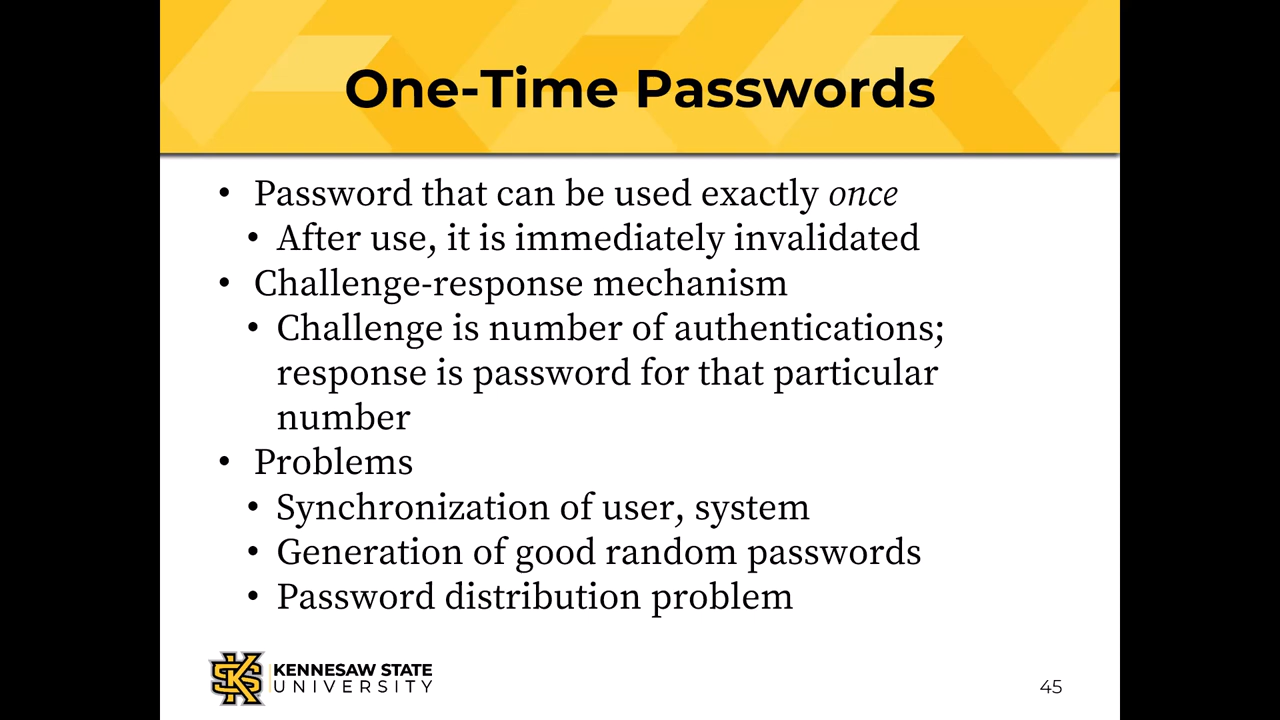 One-Time Passwords
• Password that can be used exactly once
• After use, it is immediately invalidated
• Challenge-response mechanism
• Challenge is number of authentications;
response is password for that particular
number
• Problems
• Synchronization of user, system
• Generation of good random passwords
• Password distribution problem
KENNESAW STATE
UNIVERSITY
45